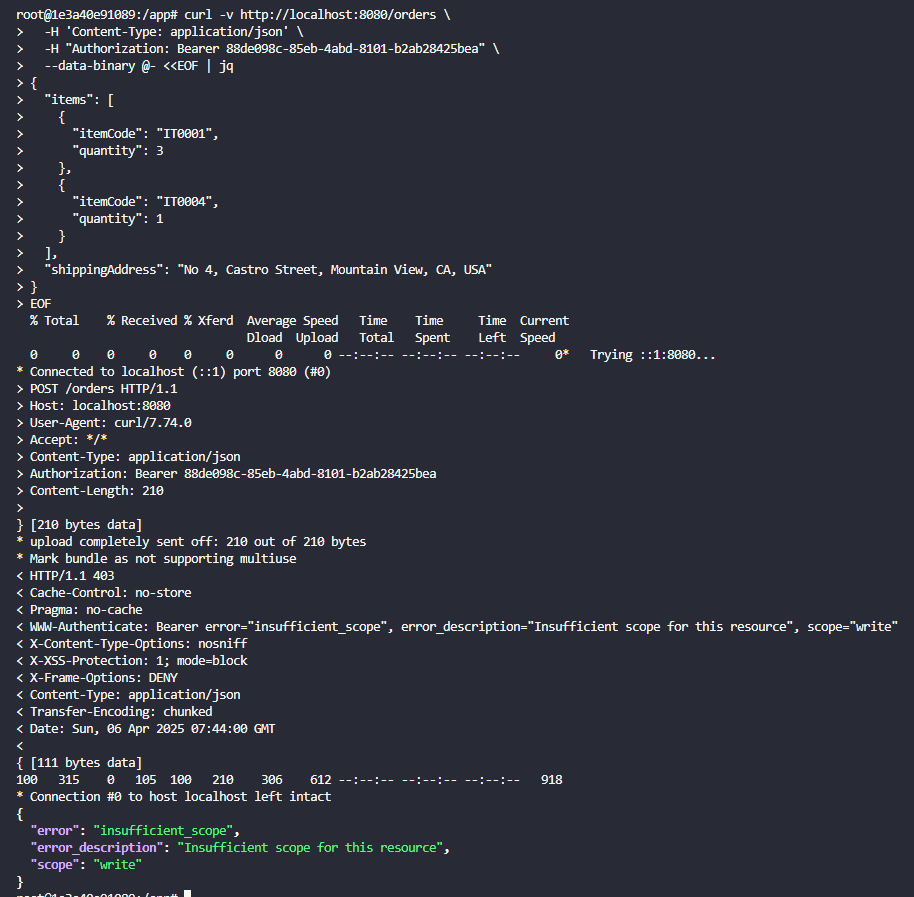 root@1e3a40e91089:/app# curl -v http://localhost:8080/orders \
>   -H 'Content-Type: application/json' \
>   -H "Authorization: Bearer 88de098c-85eb-4abd-8101-b2ab28425bea" \
>   --data-binary @- <<EOF | jq
> {
>   "items": [
>     {
>       "itemCode": "IT0001",
>       "quantity": 3
>     },
>     {
>       "itemCode": "IT0004",
>       "quantity": 1
>     }
>   ],
>   "shippingAddress": "No 4, Castro Street, Mountain View, CA, USA"
> }
> EOF
  % Total    % Received % Xferd  Average Speed   Time    Time     Time  Current
                                 Dload  Upload   Total   Spent    Left  Speed
  0     0    0     0    0     0      0      0 --:--:-- --:--:-- --:--:--     0*   Trying ::1:8080...
* Connected to localhost (::1) port 8080 (#0)
> POST /orders HTTP/1.1
> Host: localhost:8080
> User-Agent: curl/7.74.0
> Accept: */*
> Content-Type: application/json
> Authorization: Bearer 88de098c-85eb-4abd-8101-b2ab28425bea
> Content-Length: 210
>
} [210 bytes data]
* upload completely sent off: 210 out of 210 bytes
* Mark bundle as not supporting multiuse
< HTTP/1.1 403
< Cache-Control: no-store
< Pragma: no-cache
< WWW-Authenticate: Bearer error="insufficient_scope", error_description="Insufficient scope for this resource", scope="write"
< X-Content-Type-Options: nosniff
< X-XSS-Protection: 1; mode=block
< X-Frame-Options: DENY
< Content-Type: application/json
< Transfer-Encoding: chunked
< Date: Sun, 06 Apr 2025 07:44:00 GMT
<
{ [111 bytes data]
100   315    0   105  100   210    306    612 --:--:-- --:--:-- --:--:--   918
* Connection #0 to host localhost left intact
{
  "error": "insufficient_scope",
  "error_description": "Insufficient scope for this resource",
  "scope": "write"
}
root@1e3a40e91089:/app#